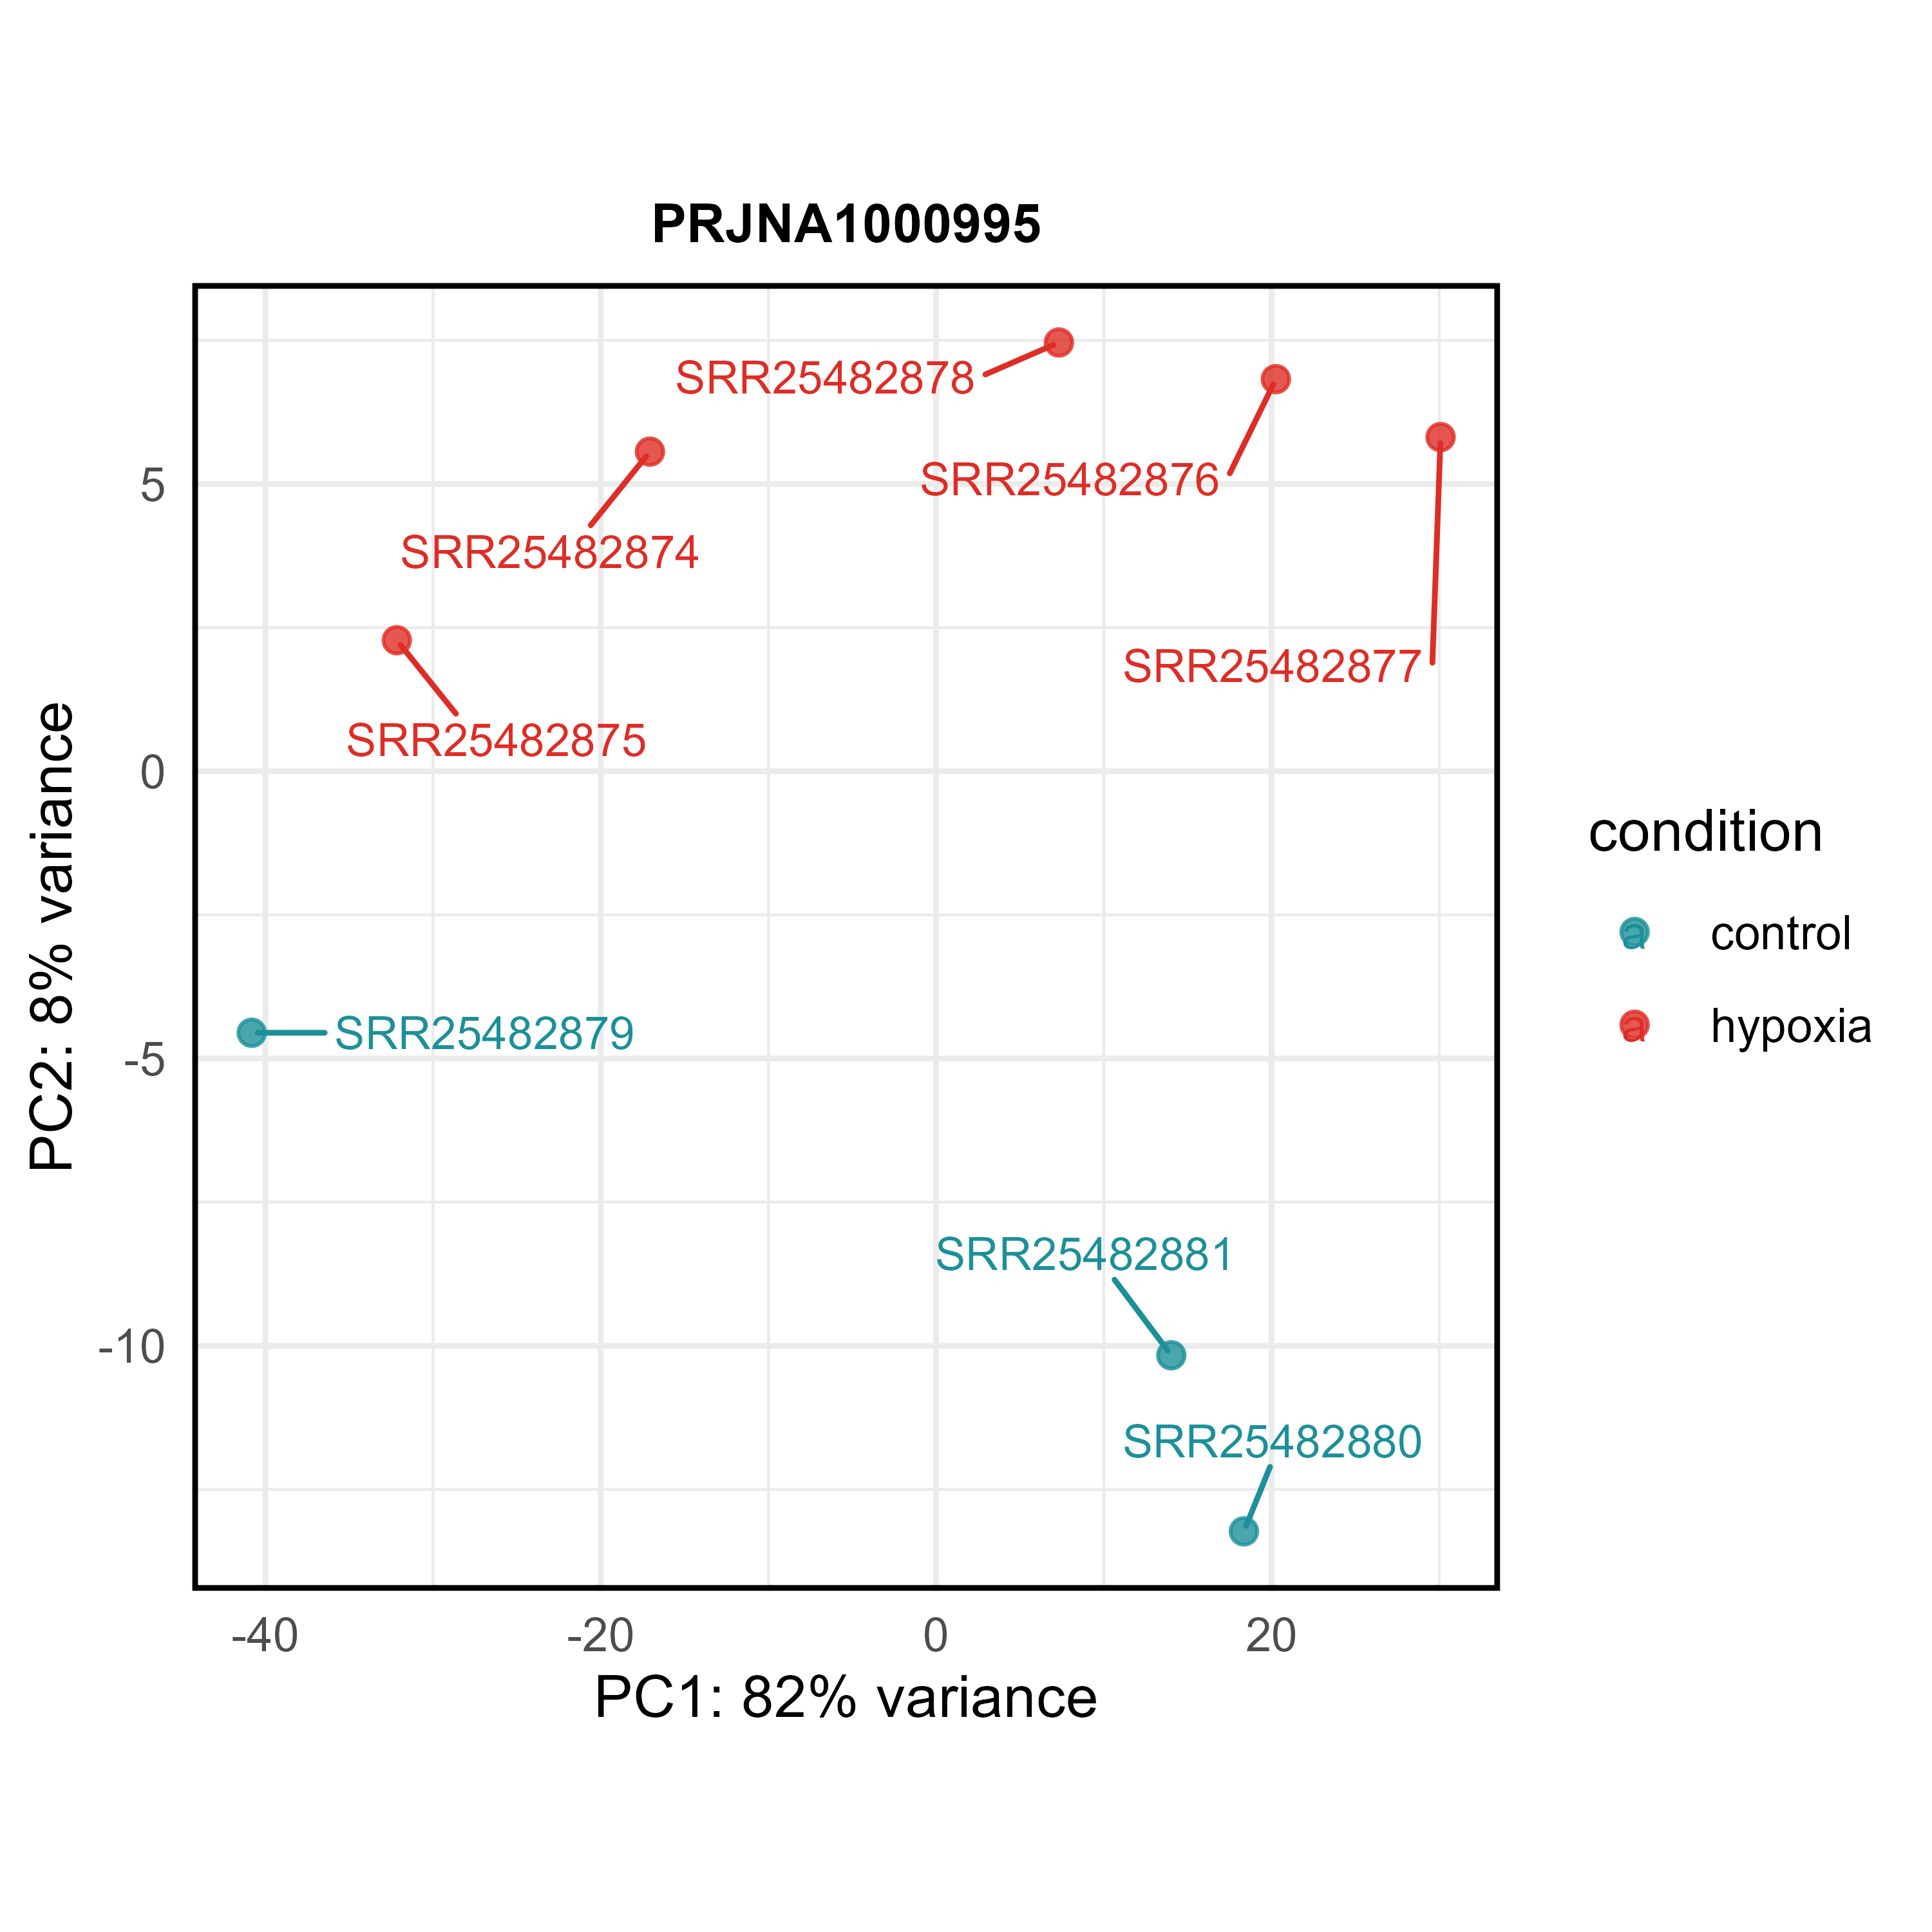 PRJNA1000995
SRR25482878
SRR25482876
SRR25482874
SRR25482877
SRR25482875
SRR25482879
SRR25482881
SRR25482880
5
0
-5
-10
PC2: 8% variance
-40 -20 0 20
PC1: 82% variance
condition
a control
a hypoxia